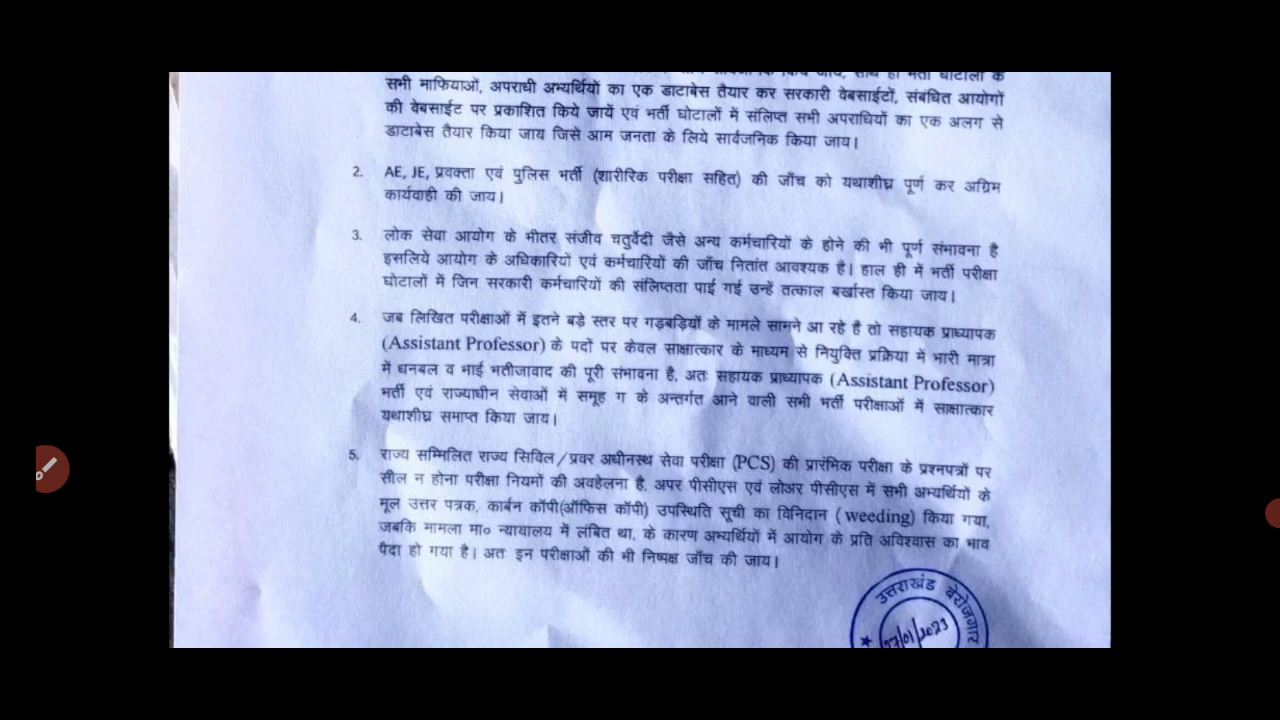 सभी माफियाओं, अपराधी अभ्यर्थियों का एक डाटाबेस तैयार कर सरकारी वेबसाईटों, संबंधित आयोगों
की वेबसाईट पर प्रकाशित किये जायें एवं भर्ती घोटालों में संलिप्त सभी अपराधियों का एक अलग से
डाटाबेस तैयार किया जाय जिसे आम जनता के लिये सार्वजनिक किया जाय।
2. AE, JE, प्रवक्ता एवं पुलिस भर्ती (शारीरिक परीक्षा सहित) की जाँच को यथाशीघ्र पूर्ण कर अग्रिम
कार्यवाही की जाय।
3. लोक सेवा आयोग के भीतर संजीव चतुर्वेदी जैसे अन्य कर्मचारियों के होने की भी पूर्ण संभावना है
इसलिये आयोग के अधिकारियों एवं कर्मचारियों की जाँच नितांत आवश्यक है। हाल ही में भर्ती परीक्षा
घोटालों में जिन सरकारी कर्मचारियों की संलिप्तता पाई गई उन्हें तत्काल बर्खास्त किया जाय।
4. जब लिखित परीक्षाओं में इतने बड़े स्तर पर गड़बड़ियों के मामले सामने आ रहे है तो सहायक प्राध्यापक
(Assistant Professor) के पदों पर केवल साक्षात्कार के माध्यम से नियुक्ति प्रक्रिया में भारी मात्रा
में धनबल व भाई भतीजावाद की पूरी संभावना है, अतः सहायक प्राध्यापक (Assistant Professor)
भर्ती एवं राज्याधीन सेवाओं में समूह ग के अन्तर्गत आने वाली सभी भर्ती परीक्षाओं में साक्षात्कार
यथाशीघ्र समाप्त किया जाय।
5. राज्य सम्मिलित राज्य सिविल/प्रवर अधीनस्थ सेवा परीक्षा (PCS) की प्रारंभिक परीक्षा के प्रश्नपत्रों पर
सील न होना परीक्षा नियमों की अवहेलना है, अपर पीसीएस एवं लोअर पीसीएस में सभी अभ्यर्थियों के
मूल उत्तर पत्रक, कार्बन कॉपी(ऑफिस कॉपी) उपस्थिति सूची का विनिदान ( weeding) किया गया,
जबकि मामला मा० न्यायालय में लंबित था, के कारण अभ्यर्थियों में आयोग के प्रति अविश्वास का भाव
पैदा हो गया है। अतः इन परीक्षाओं की भी निष्पक्ष जाँच की जाय।
उत्तराखंड बेरोजगार
/01/2023